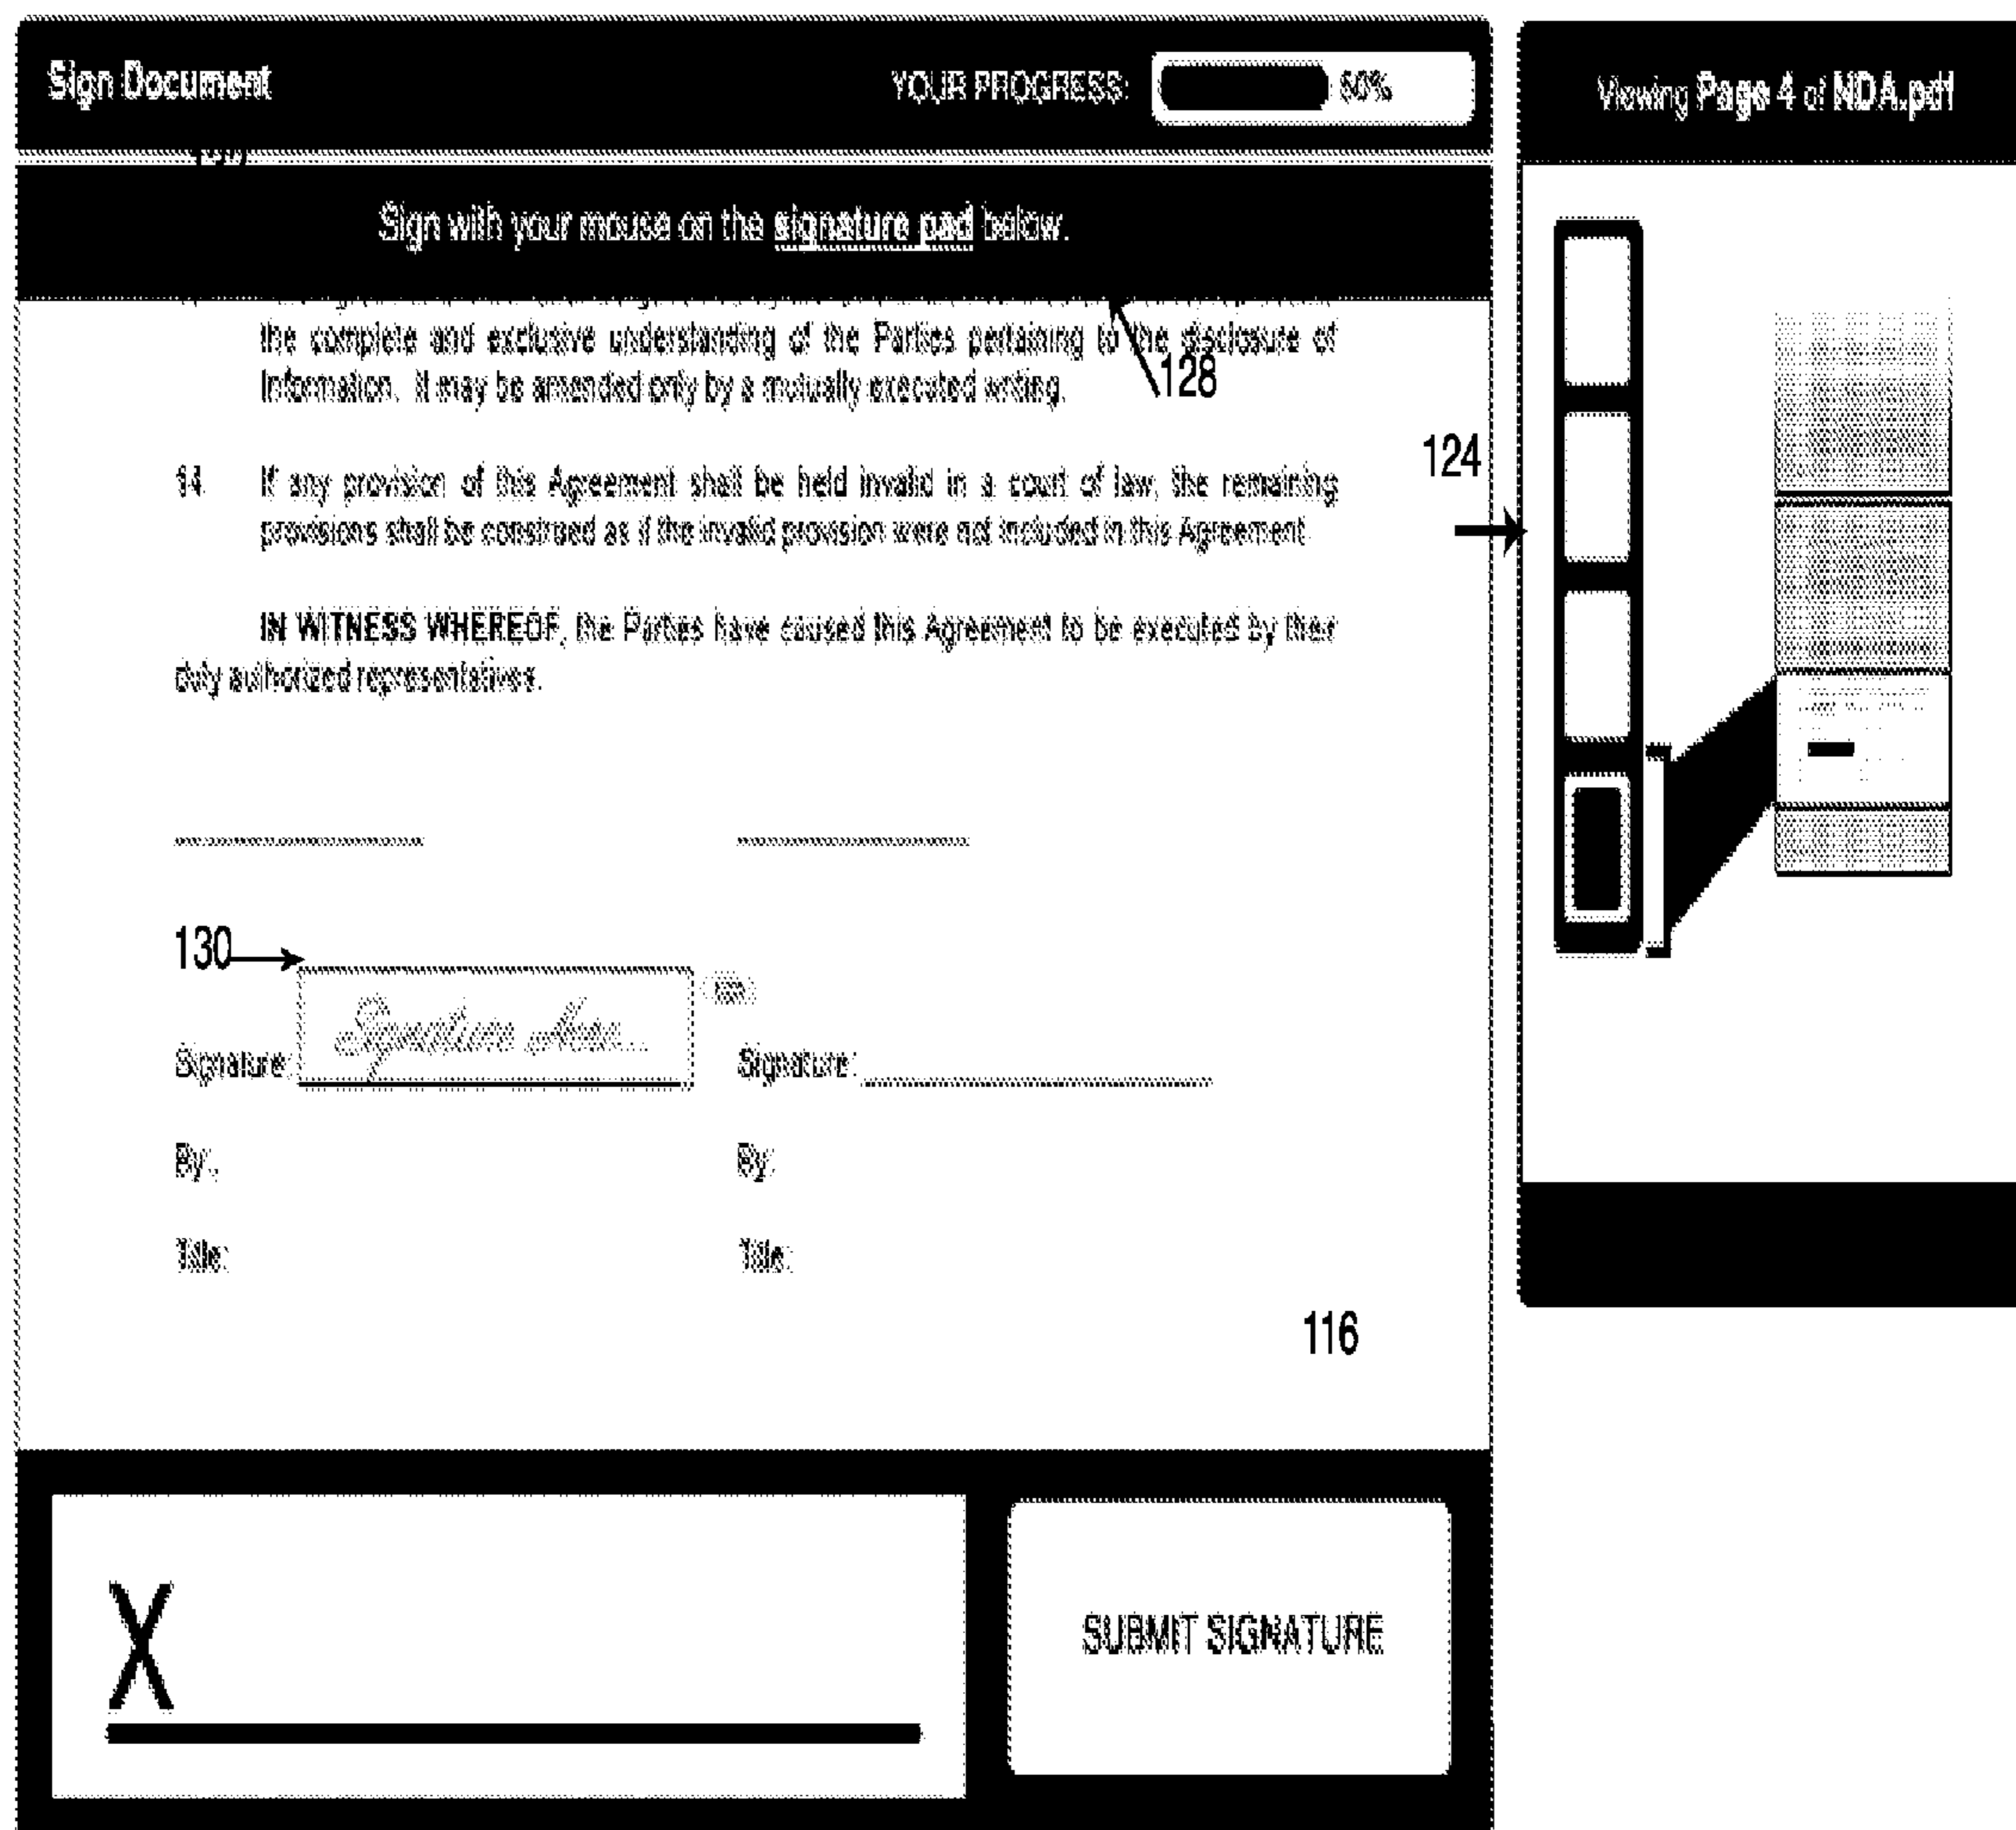 Sign Document
YOUR PROGRESS: 60%
Sign with your mouse on the signature pad below.
the complete and exclusive understanding of the Parties pertaining to the disclosure of
Information. It may be amended only by a mutually executed writing.
128
14. If any provision of this Agreement shall be held invalid in a court of law, the remaining
provisions shall be construed as if the invalid provision were not included in this Agreement.
IN WITNESS WHEREOF, the Parties have caused this Agreement to be executed by their
duly authorized representatives.
130
Signature Here...
Signature: Signature:
By: By:
Title: Title:
116
X
SUBMIT SIGNATURE
Viewing Page 4 of NDA.pdf
124